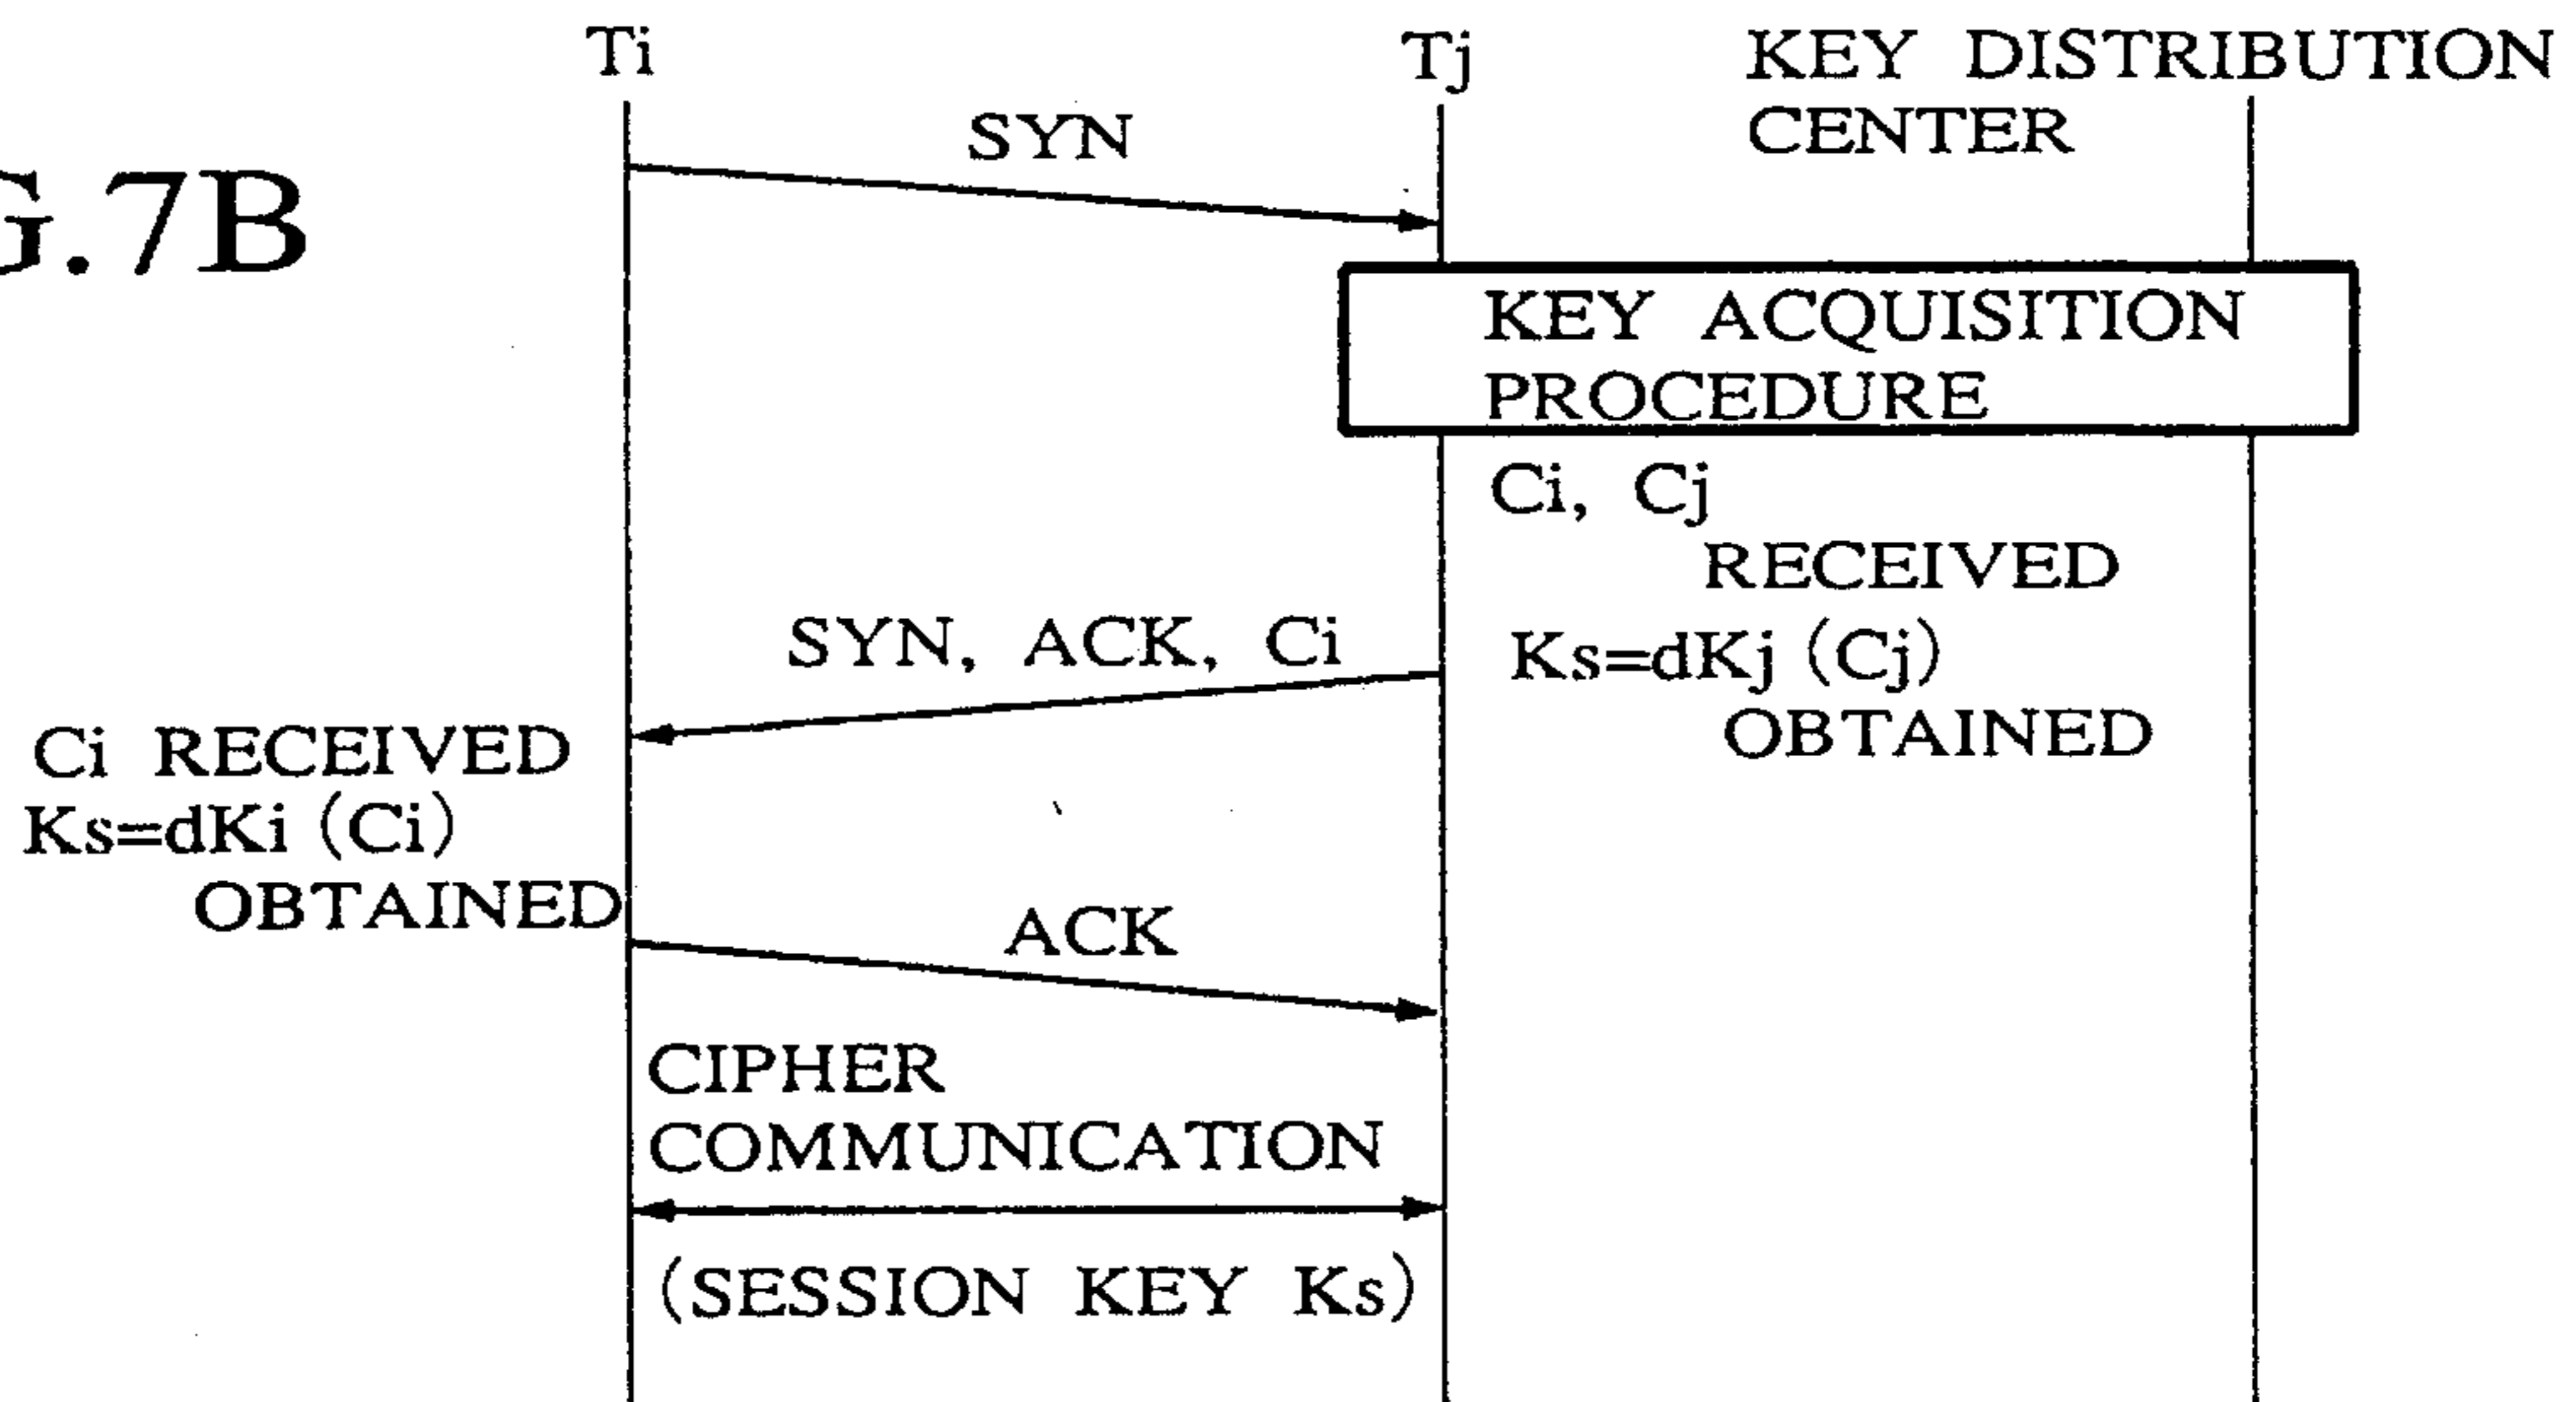 Ti
Tj
KEY DISTRIBUTION
CENTER
SYN
G.7B
KEY ACQUISITION
PROCEDURE
Ci, Cj
RECEIVED
SYN, ACK, Ci
Ks=dKj (Cj)
OBTAINED
Ci RECEIVED
Ks=dKi (Ci)
OBTAINED
ACK
CIPHER
COMMUNICATION
(SESSION KEY Ks)